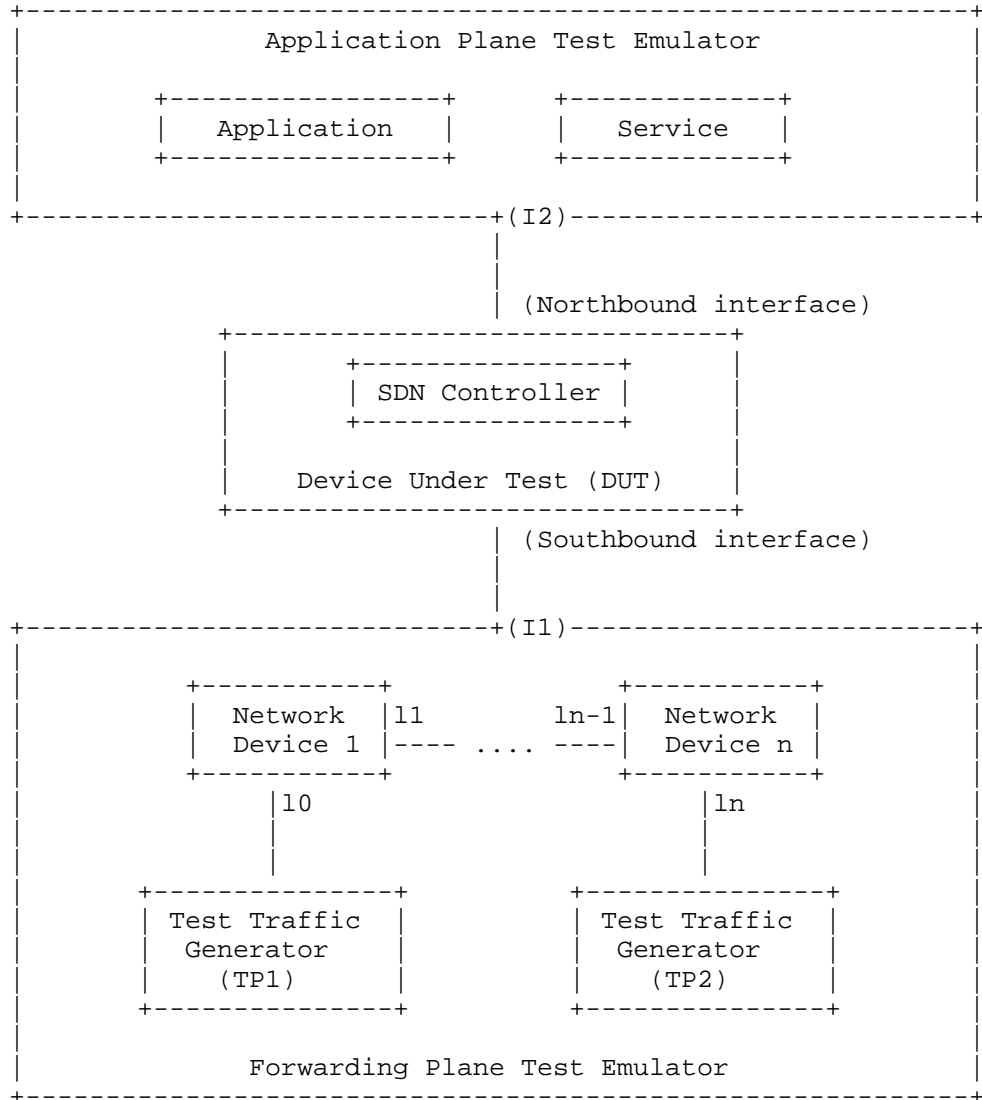 Application Plane Test Emulator
Application Service
(I2)
(Northbound interface)
SDN Controller
Device Under Test (DUT)
(Southbound interface)
(I1)
Network l1 ln-1 Network
Device 1 .... Device n
l0 ln
Test Traffic Test Traffic
Generator Generator
(TP1) (TP2)
Forwarding Plane Test Emulator